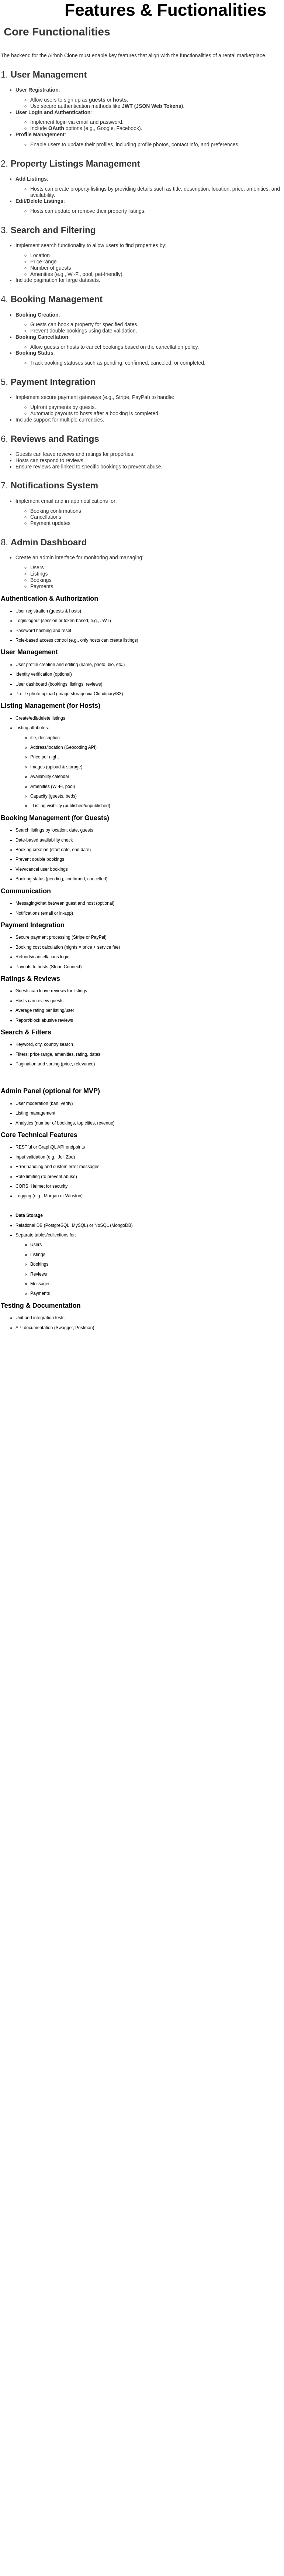 Features & Fuctionalities
Core Functionalities
The backend for the Airbnb Clone must enable key features that align with the functionalities of a rental marketplace.
1. User Management
• User Registration:
○ Allow users to sign up as guests or hosts.
○ Use secure authentication methods like JWT (JSON Web Tokens).
• User Login and Authentication:
○ Implement login via email and password.
○ Include OAuth options (e.g., Google, Facebook).
• Profile Management:
○ Enable users to update their profiles, including profile photos, contact info, and preferences.
2. Property Listings Management
• Add Listings:
○ Hosts can create property listings by providing details such as title, description, location, price, amenities, and
availability.
• Edit/Delete Listings:
○ Hosts can update or remove their property listings.
3. Search and Filtering
• Implement search functionality to allow users to find properties by:
○ Location
○ Price range
○ Number of guests
○ Amenities (e.g., Wi-Fi, pool, pet-friendly)
• Include pagination for large datasets.
4. Booking Management
• Booking Creation:
○ Guests can book a property for specified dates.
○ Prevent double bookings using date validation.
• Booking Cancellation:
○ Allow guests or hosts to cancel bookings based on the cancellation policy.
• Booking Status:
○ Track booking statuses such as pending, confirmed, canceled, or completed.
5. Payment Integration
• Implement secure payment gateways (e.g., Stripe, PayPal) to handle:
○ Upfront payments by guests.
○ Automatic payouts to hosts after a booking is completed.
• Include support for multiple currencies.
6. Reviews and Ratings
• Guests can leave reviews and ratings for properties.
• Hosts can respond to reviews.
• Ensure reviews are linked to specific bookings to prevent abuse.
7. Notifications System
• Implement email and in-app notifications for:
○ Booking confirmations
○ Cancellations
○ Payment updates
8. Admin Dashboard
• Create an admin interface for monitoring and managing:
○ Users
○ Listings
○ Bookings
○ Payments
Authentication & Authorization
• User registration (guests & hosts)
• Login/logout (session or token-based, e.g., JWT)
• Password hashing and reset
• Role-based access control (e.g., only hosts can create listings)
User Management
• User profile creation and editing (name, photo, bio, etc.)
• Identity verification (optional)
• User dashboard (bookings, listings, reviews)
• Profile photo upload (image storage via Cloudinary/S3)
Listing Management (for Hosts)
• Create/edit/delete listings
• Listing attributes:
○ itle, description
○ Address/location (Geocoding API)
○ Price per night
○ Images (upload & storage)
○ Availability calendar
○ Amenities (Wi-Fi, pool)
○ Capacity (guests, beds)
○ Listing visibility (published/unpublished)
Booking Management (for Guests)
• Search listings by location, date, guests
• Date-based availability check
• Booking creation (start date, end date)
• Prevent double bookings
• View/cancel user bookings
• Booking status (pending, confirmed, cancelled)
Communication
• Messaging/chat between guest and host (optional)
• Notifications (email or in-app)
Payment Integration
• Secure payment processing (Stripe or PayPal)
• Booking cost calculation (nights × price + service fee)
• Refunds/cancellations logic
• Payouts to hosts (Stripe Connect)
Ratings & Reviews
• Guests can leave reviews for listings
• Hosts can review guests
• Average rating per listing/user
• Report/block abusive reviews
Search & Filters
• Keyword, city, country search
• Filters: price range, amenities, rating, dates.
• Pagination and sorting (price, relevance)
Admin Panel (optional for MVP)
• User moderation (ban, verify)
• Listing management
• Analytics (number of bookings, top cities, revenue)
Core Technical Features
• RESTful or GraphQL API endpoints
• Input validation (e.g., Joi, Zod)
• Error handling and custom error messages
• Rate limiting (to prevent abuse)
• CORS, Helmet for security
• Logging (e.g., Morgan or Winston)
• Data Storage
• Relational DB (PostgreSQL, MySQL) or NoSQL (MongoDB)
• Separate tables/collections for:
○ Users
○ Listings
○ Bookings
○ Reviews
○ Messages
○ Payments
Testing & Documentation
• Unit and integration tests
• API documentation (Swagger, Postman)